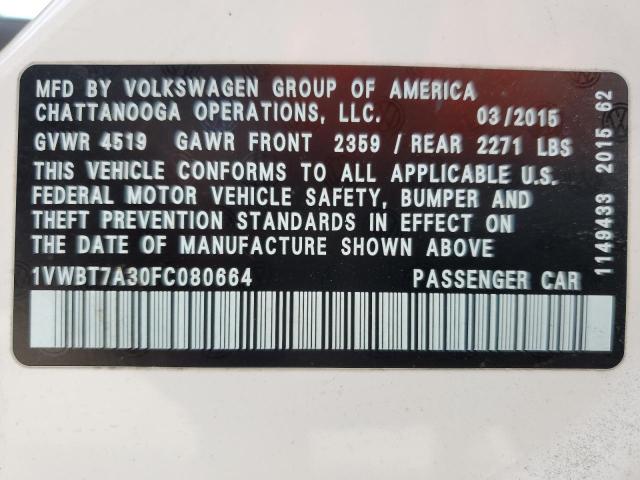 MFD BY VOLKSWAGEN GROUP OF AMERICA
CHATTANOOGA OPERATIONS, LLC. 03/2015
GVWR 4519 GAWR FRONT 2359 / REAR 2271 LBS
THIS VEHICLE CONFORMS TO ALL APPLICABLE U.S.
FEDERAL MOTOR VEHICLE SAFETY, BUMPER AND
THEFT PREVENTION STANDARDS IN EFFECT ON
THE DATE OF MANUFACTURE SHOWN ABOVE
1VWBT7A30FC080664 PASSENGER CAR
1149433 2015 62